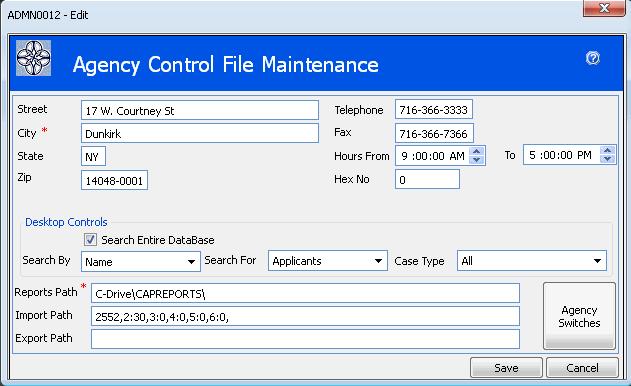 ADMN0012 - Edit
Agency Control File Maintenance
Street 17 W. Courtney St Telephone 716-366-3333
City * Dunkirk Fax 716-366-7366
State NY Hours From 9 :00:00 AM To 5 :00:00 PM
Zip 14048-0001 Hex No 0
Desktop Controls
Search Entire DataBase
Search By Name Search For Applicants Case Type All
Reports Path * C-Drive\CAPREPORTS\
Import Path 2552,2:30,3:0,4:0,5:0,6:0,
Export Path
Agency
Switches
Save Cancel